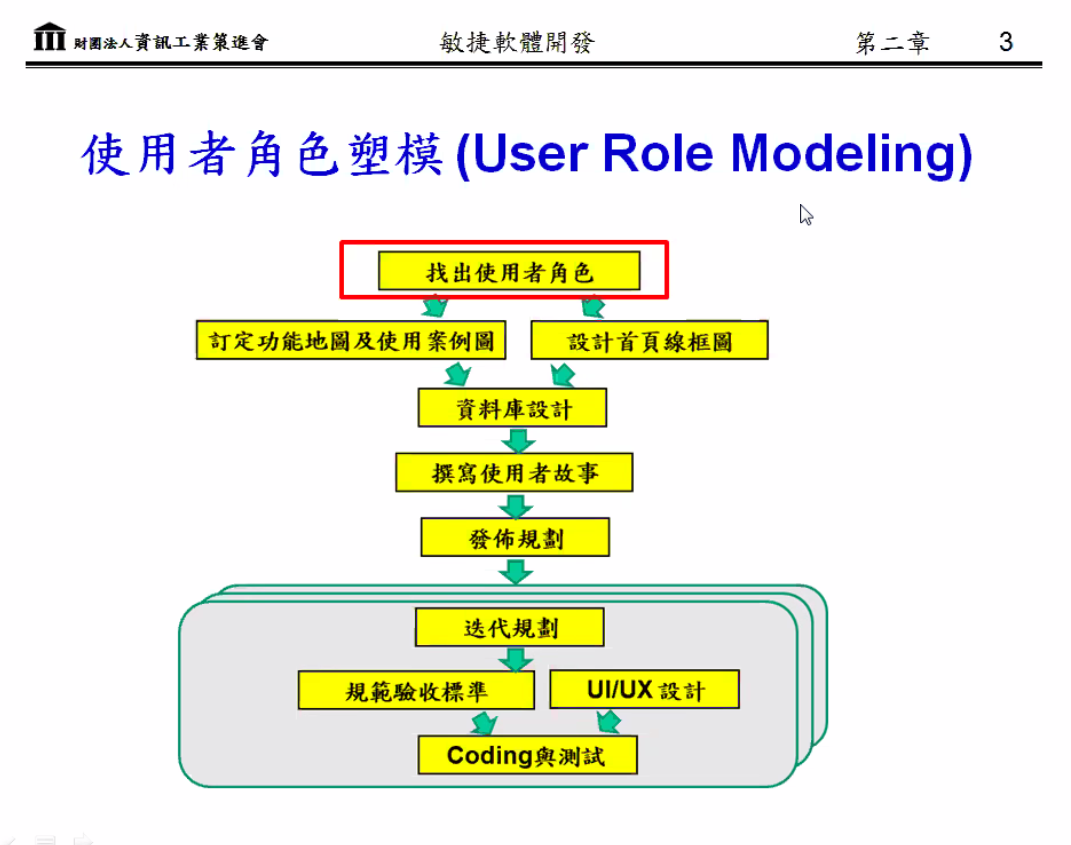 財團法人資訊工業策進會 敏捷軟體開發 第二章 3
使用者角色塑模(User Role Modeling)
找出使用者角色
訂定功能地圖及使用案例圖 設計首頁線框圖
資料庫設計
撰寫使用者故事
發佈規劃
迭代規劃
規範驗收標準 UI/UX 設計
Coding與測試